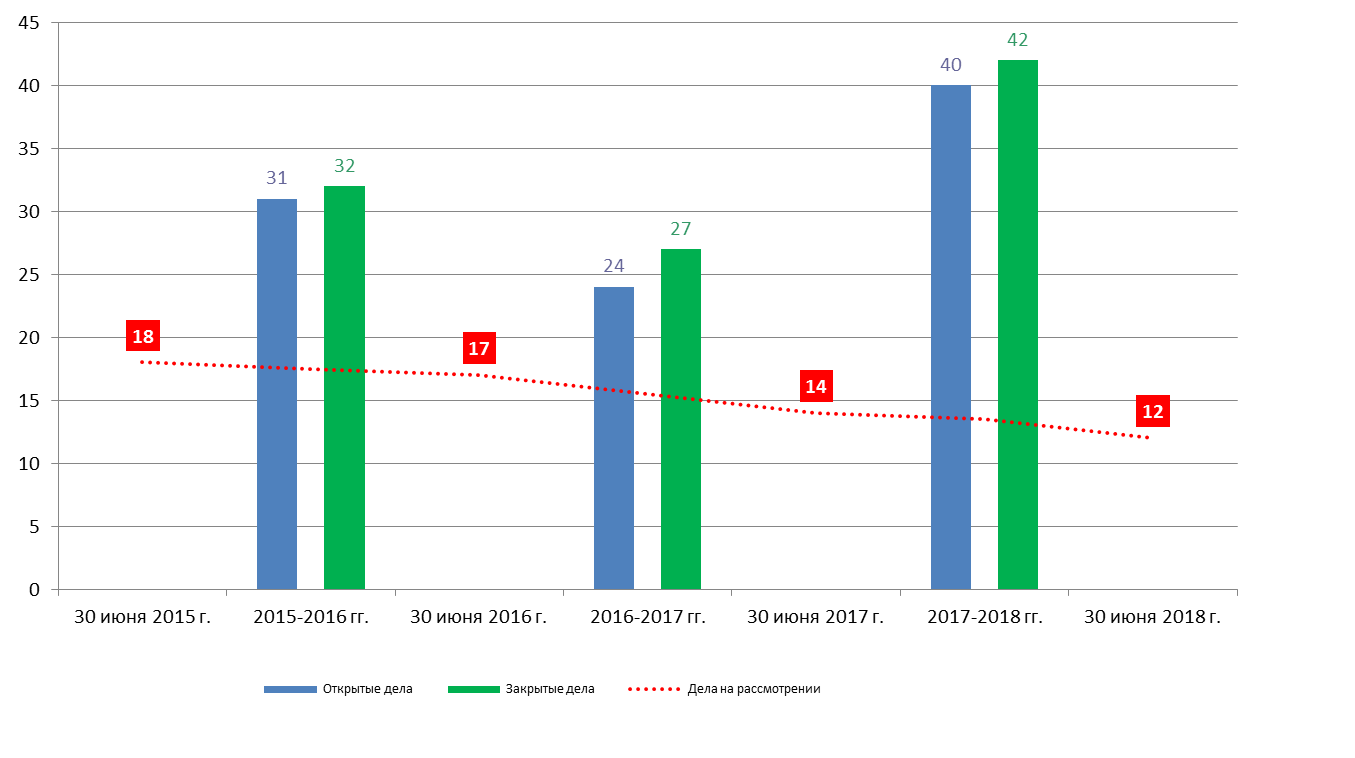 45
40
35
30
25
20
15
10
5
0
31
32
24
27
40
42
18
17
14
12
30 июня 2015 г.
2015-2016 гг.
30 июня 2016 г.
2016-2017 гг.
30 июня 2017 г.
2017-2018 гг.
30 июня 2018 г.
Открытые дела
Закрытые дела
Дела на рассмотрении